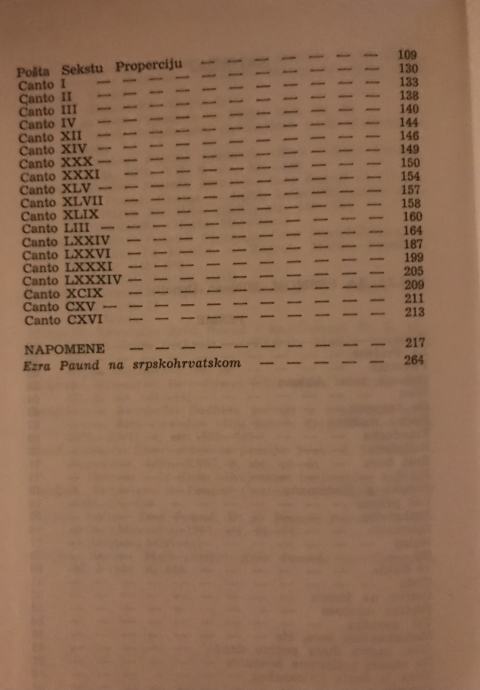 Pošta Sekstu Properciju — — — — — — — 109
Canto I — — — — — — — — — — — 130
Canto II — — — — — — — — — — 133
Canto III — — — — — — — — — — 138
Canto IV — — — — — — — — — — 140
Canto XII — — — — — — — — — — 144
Canto XIV — — — — — — — — — — 146
Canto XXX — — — — — — — — — — — 149
Canto XXXI — — — — — — — — — — 150
Canto XLV — — — — — — — — — — — 154
Canto XLVII — — — — — — — — — — 157
Canto XLIX — — — — — — — — — — 158
Canto LIII — — — — — — — — — — — 160
Canto LXXIV — — — — — — — — — — 164
Canto LXXVI — — — — — — — — — — 187
Canto LXXXI — — — — — — — — — — 199
Canto LXXXIV — — — — — — — — — — 205
Canto XCIX — — — — — — — — — — 209
Canto CXV — — — — — — — — — — — 211
Canto CXVI — — — — — — — — — — 213
NAPOMENE — — — — — — — — — — 217
Ezra Paund na srpskohrvatskom — — — — — 264